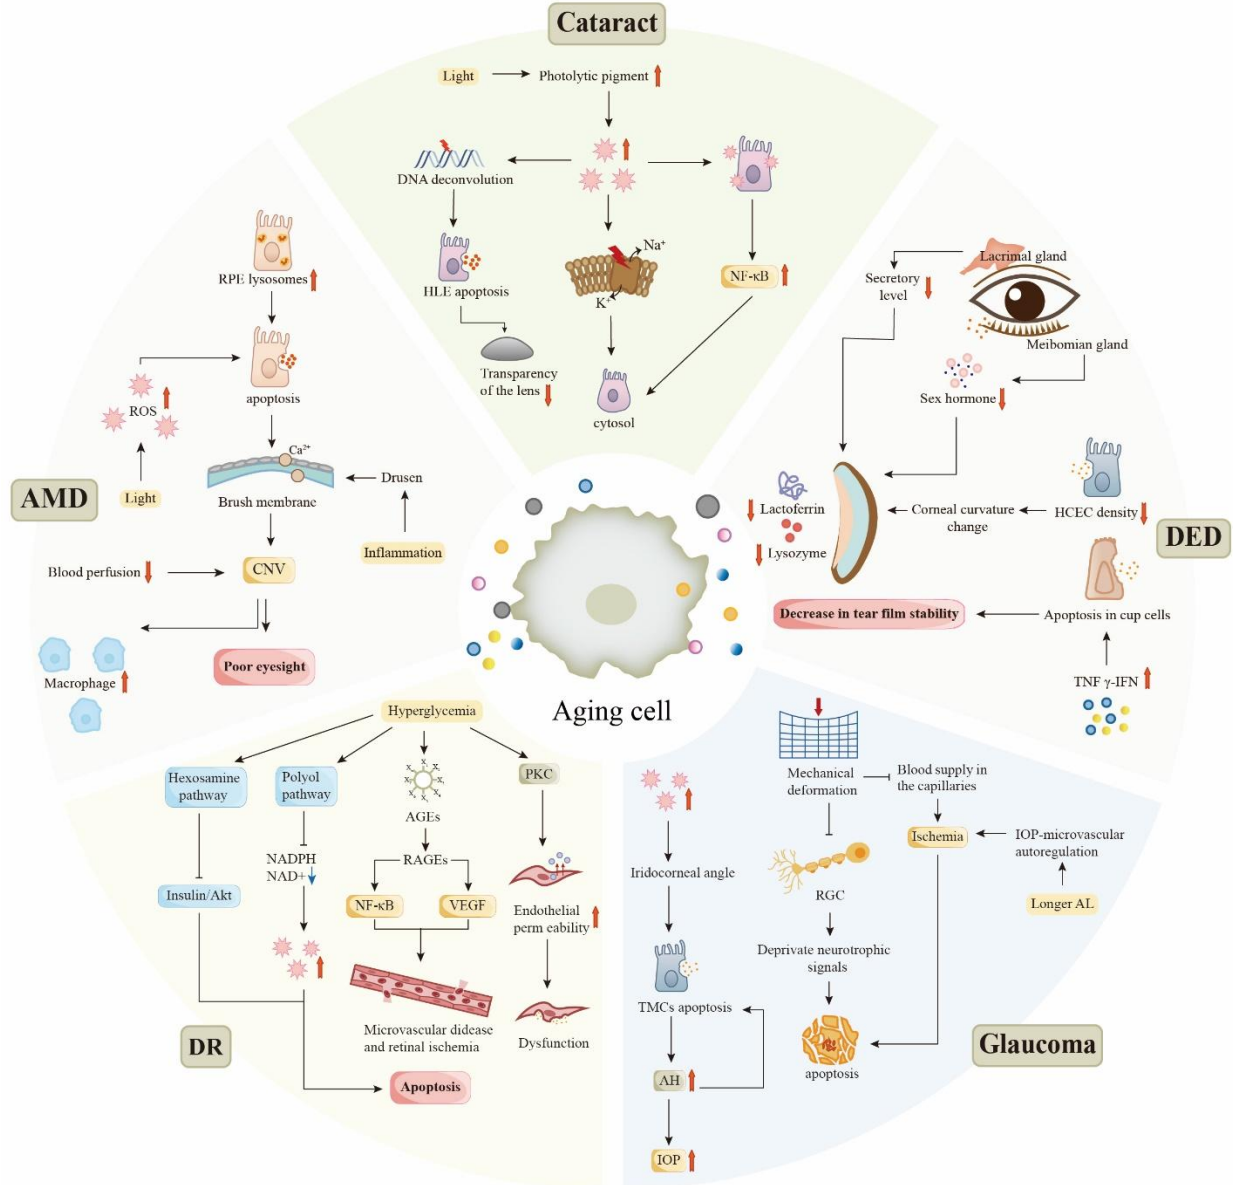 Cataract
Light
Photolytic pigment
DNA deconvolution
HLE apoptosis
Transparency
of the lens
Na⁺
K⁺
cytosol
NF-κB
AMD
RPE lysosomes
apoptosis
ROS
Light
Ca²⁺
Brush membrane
Drusen
Inflammation
Blood perfusion
CNV
Macrophage
Poor eyesight
DED
Lacrimal gland
Secretory
level
Meibomian gland
Sex hormone
Lactoferrin
Lysozyme
Corneal curvature
change
HCEC density
Decrease in tear film stability
Apoptosis in cup cells
TNF γ-IFN
Aging cell
DR
Hyperglycemia
Hexosamine
pathway
Polyol
pathway
PKC
AGEs
RAGEs
NADPH
NAD+
Insulin/Akt
NF-κB
VEGF
Endothelial
perm eability
Microvascular didease
and retinal ischemia
Dysfunction
Apoptosis
Glaucoma
Mechanical
deformation
Blood supply in
the capillaries
Ischemia
IOP-microvascular
autoregulation
Longer AL
Iridocorneal angle
RGC
Deprivate neurotrophic
signals
TMCs apoptosis
apoptosis
AH
IOP